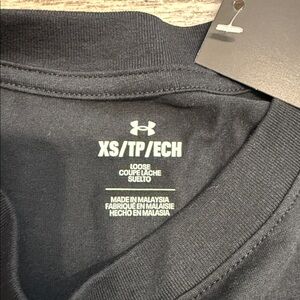 XS/TP/ECH
LOOSE
COUPE LÂCHE
SUELTO
MADE IN MALAYSIA
FABRIQUÉ EN MALAISIE
HECHO EN MALASIA